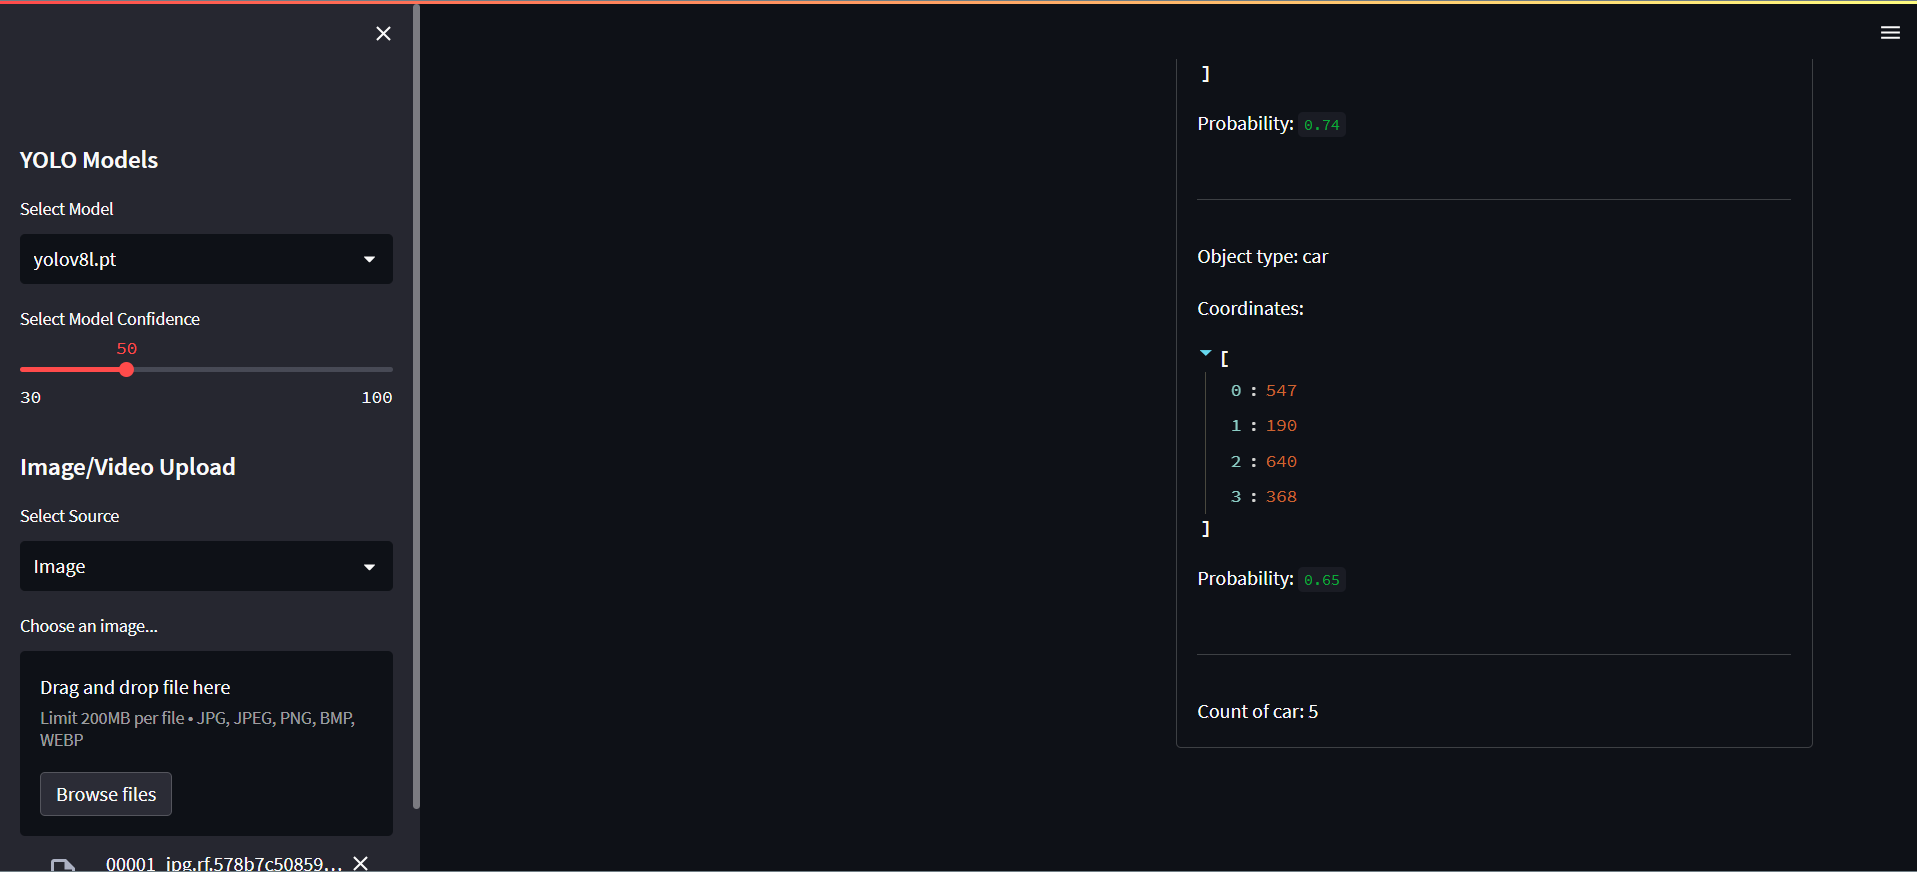 YOLO Models
Select Model
yolov8l.pt
Select Model Confidence
50
30 100
Image/Video Upload
Select Source
Image
Choose an image...
Drag and drop file here
Limit 200MB per file • JPG, JPEG, PNG, BMP,
WEBP
Browse files
00001_jpg.rf.578b7c50859...
]
Probability: 0.74
Object type: car
Coordinates:
[
0 : 547
1 : 190
2 : 640
3 : 368
]
Probability: 0.65
Count of car: 5